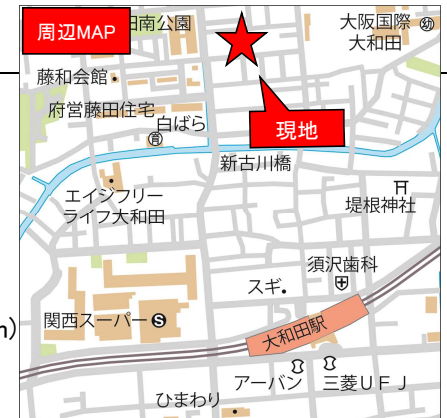 周辺MAP
田南公園
大阪国際
大和田
幼
藤和会館
府営藤田住宅
白ばら
育
現地
新古川橋
エイジフリー
ライフ大和田
堤根神社
須沢歯科
スギ
関西スーパー
S
大和田駅
アーバン
三菱UFJ
ひまわり